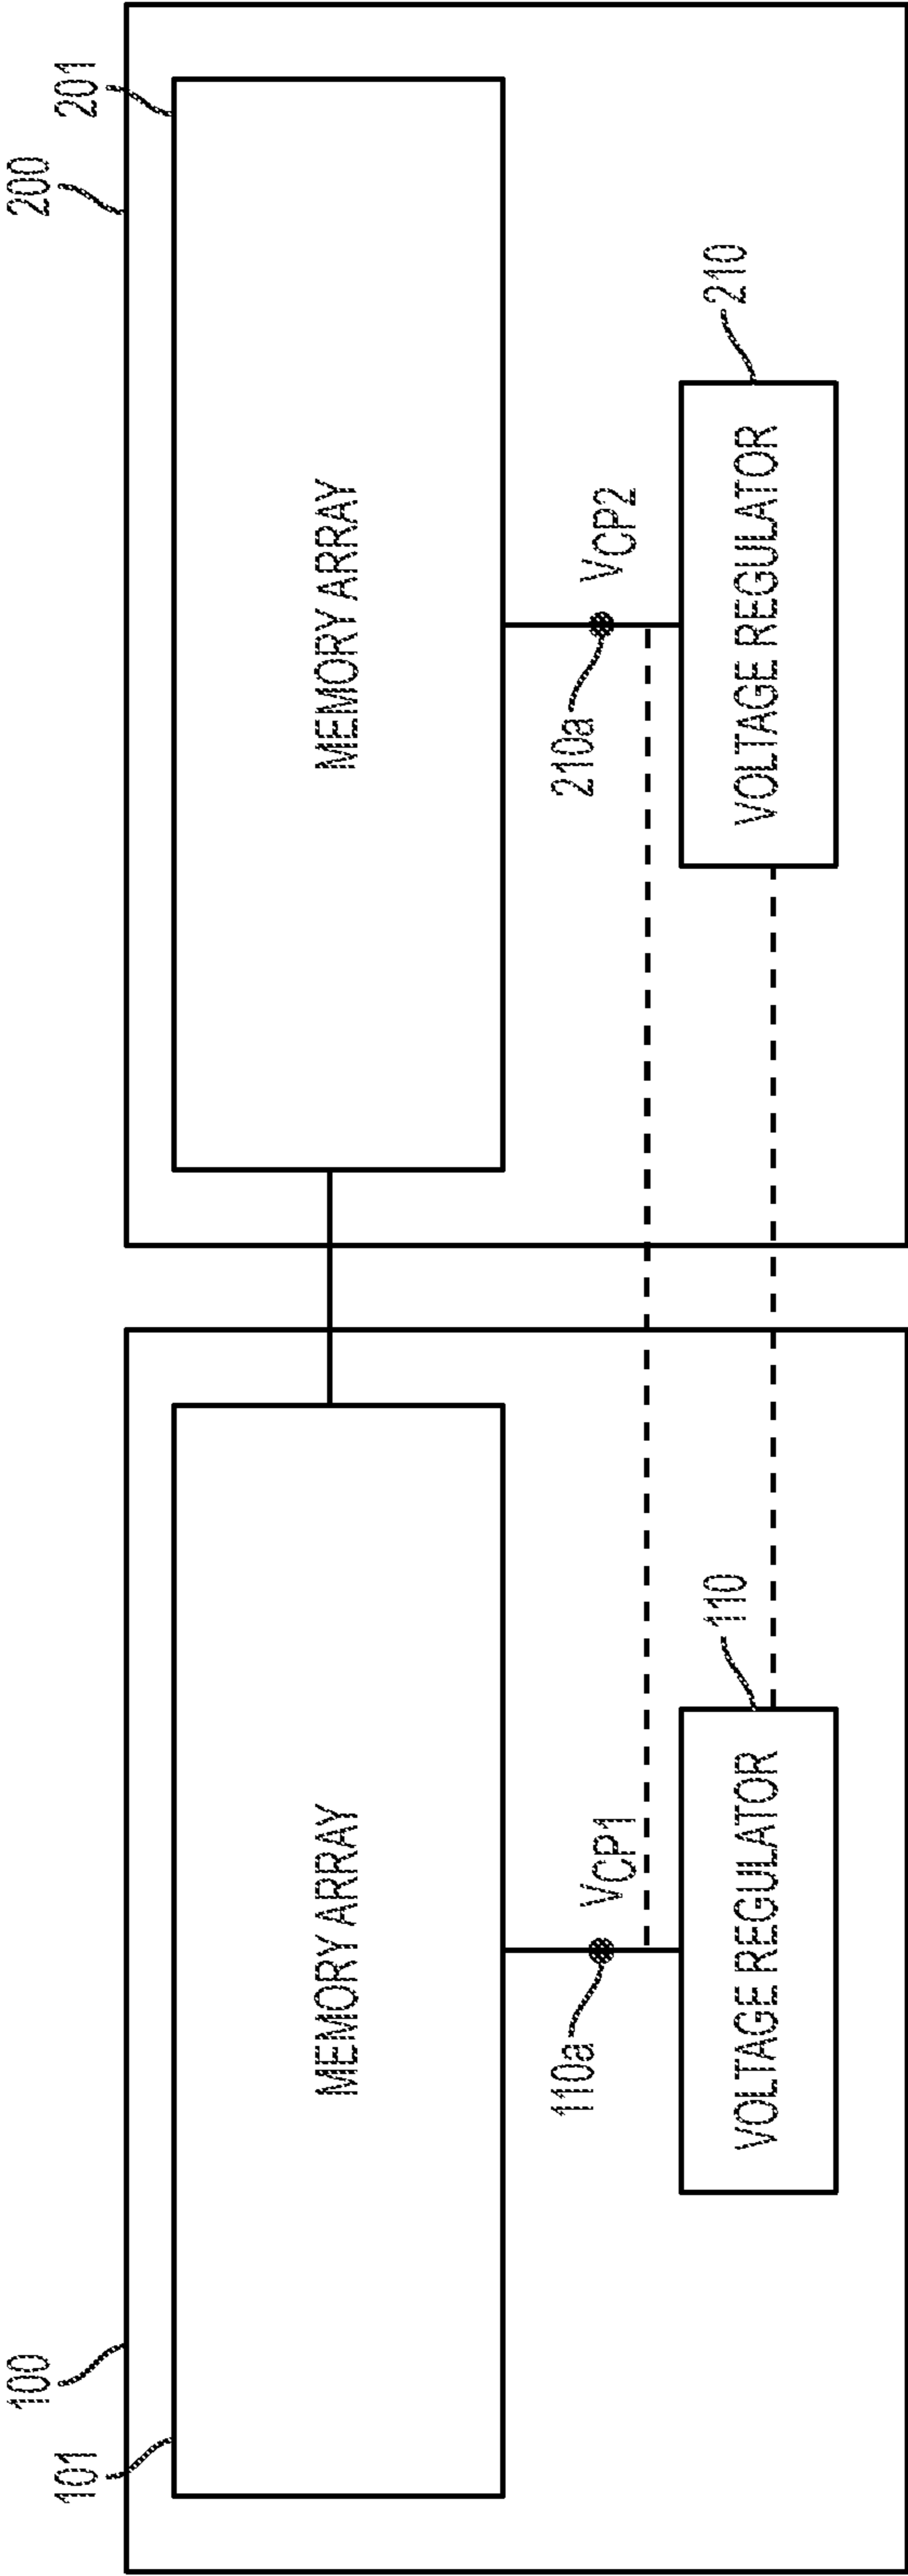 100
101
MEMORY ARRAY
110a
VCP1
VOLTAGE REGULATOR
110
200
201
MEMORY ARRAY
210a
VCP2
VOLTAGE REGULATOR
210